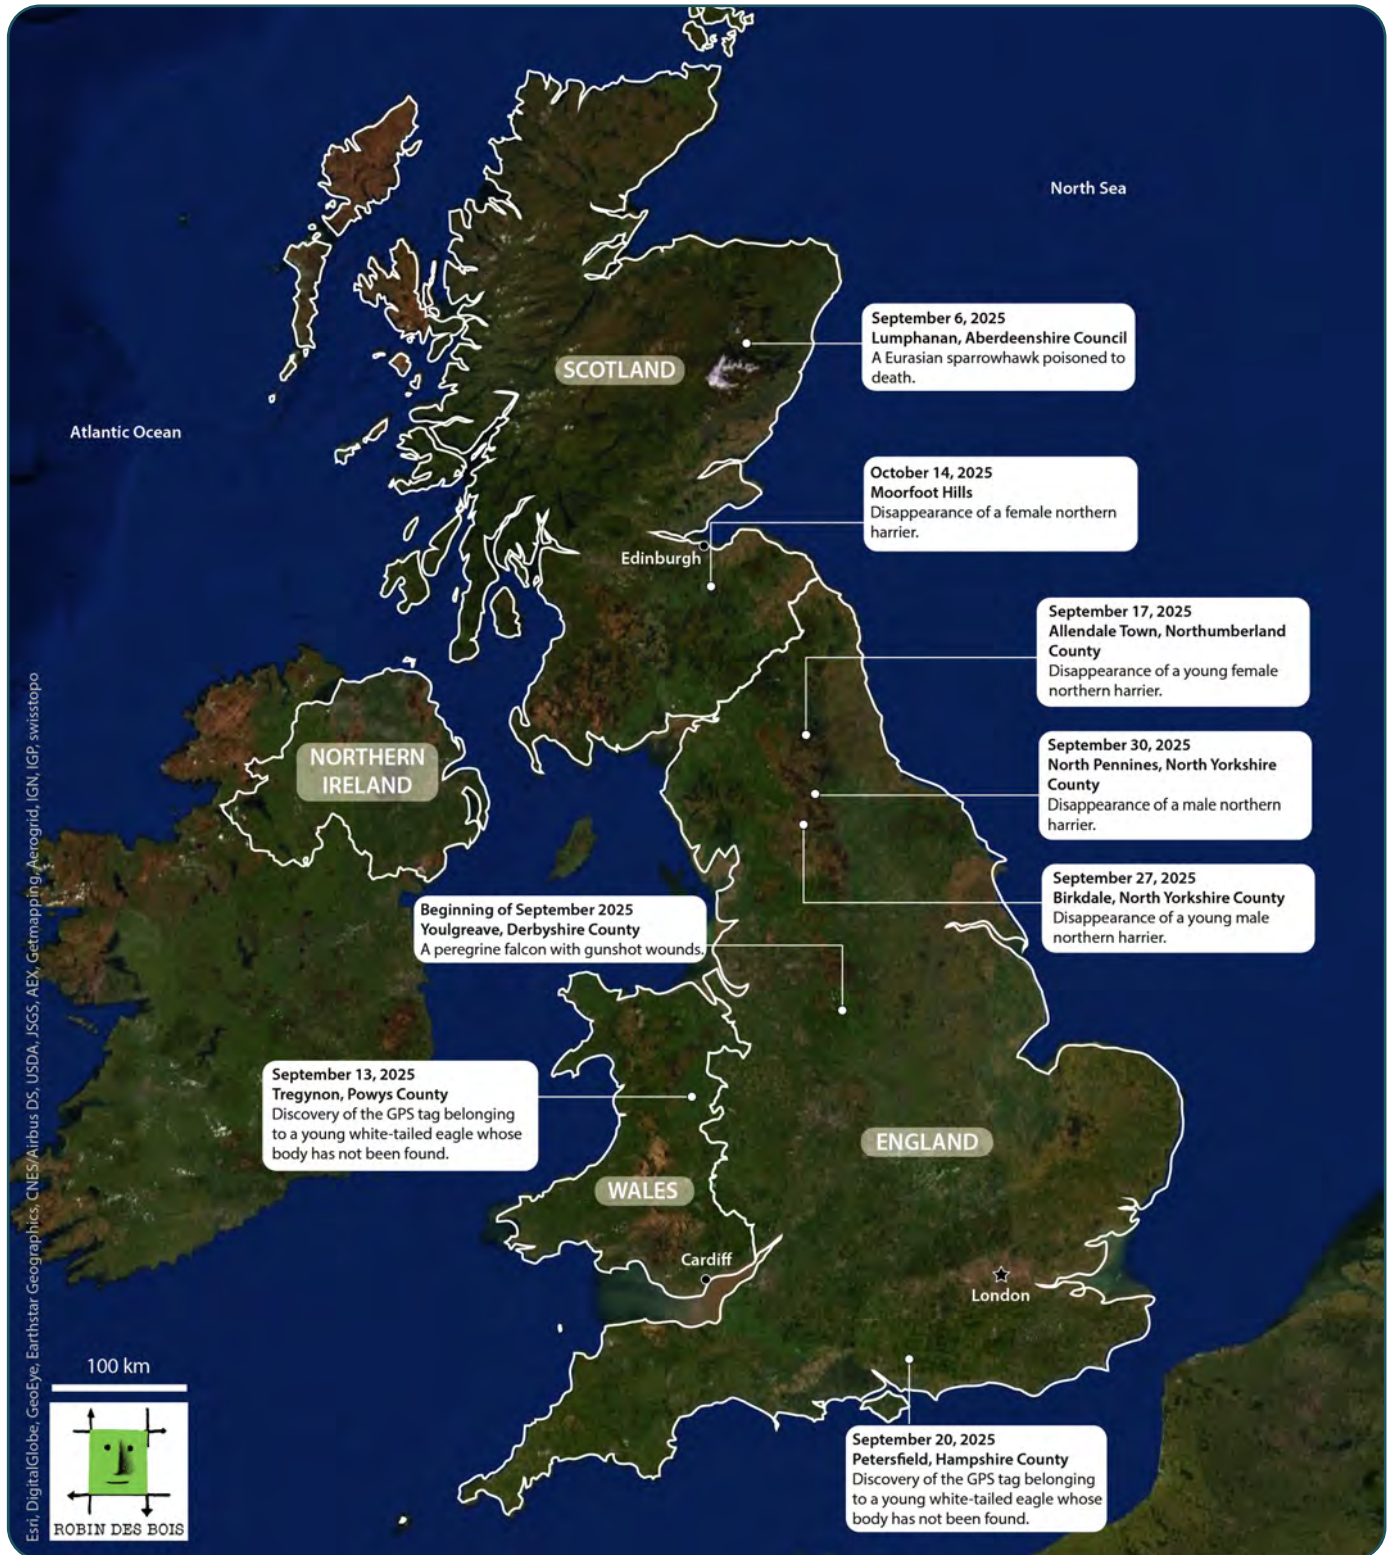 North Sea
September 6, 2025
Lumphanan, Aberdeenshire Council
A Eurasian sparrowhawk poisoned to
death.
SCOTLAND
Atlantic Ocean
October 14, 2025
Moorfoot Hills
Disappearance of a female northern
harrier.
Edinburgh
September 17, 2025
Allendale Town, Northumberland
County
Disappearance of a young female
northern harrier.
NORTHERN
IRELAND
September 30, 2025
North Pennines, North Yorkshire
County
Disappearance of a male northern
harrier.
September 27, 2025
Birkdale, North Yorkshire County
Disappearance of a young male
northern harrier.
Beginning of September 2025
Youlgreave, Derbyshire County
A peregrine falcon with gunshot wounds.
September 13, 2025
Tregynon, Powys County
Discovery of the GPS tag belonging
to a young white-tailed eagle whose
body has not been found.
ENGLAND
WALES
Cardiff
London
September 20, 2025
Petersfield, Hampshire County
Discovery of the GPS tag belonging
to a young white-tailed eagle whose
body has not been found.
100 km
ROBIN DES BOIS
Esri, DigitalGlobe, GeoEye, Earthstar Geographics, CNES/Airbus DS, USDA, JSGS, AEX, Getmapping, Aerogrid, IGN, IGP, swisstopo